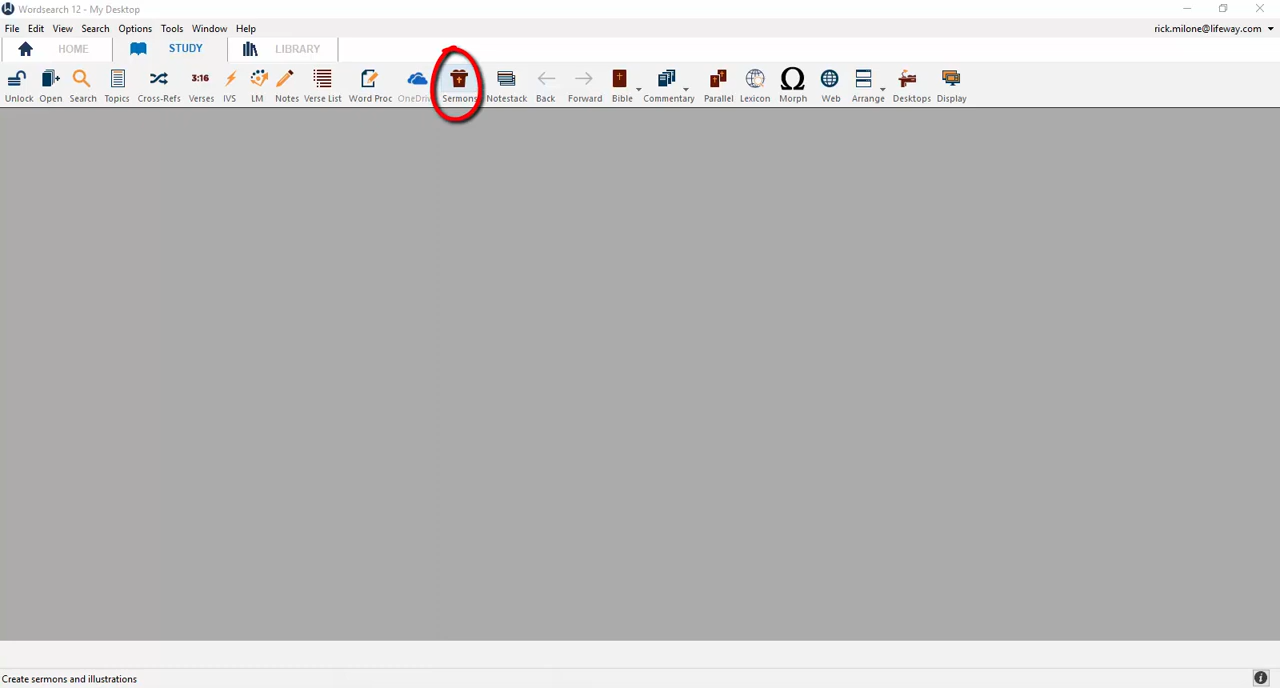 Wordsearch 12 - My Desktop
File Edit View Search Options Tools Window Help
rick.milone@lifeway.com
HOME STUDY LIBRARY
3:16
Unlock Open Search Topics Cross-Refs Verses IVS LM Notes Verse List Word Proc OneDriv Sermons Notestack Back Forward Bible Commentary Parallel Lexicon Morph Web Arrange Desktops Display
Create sermons and illustrations